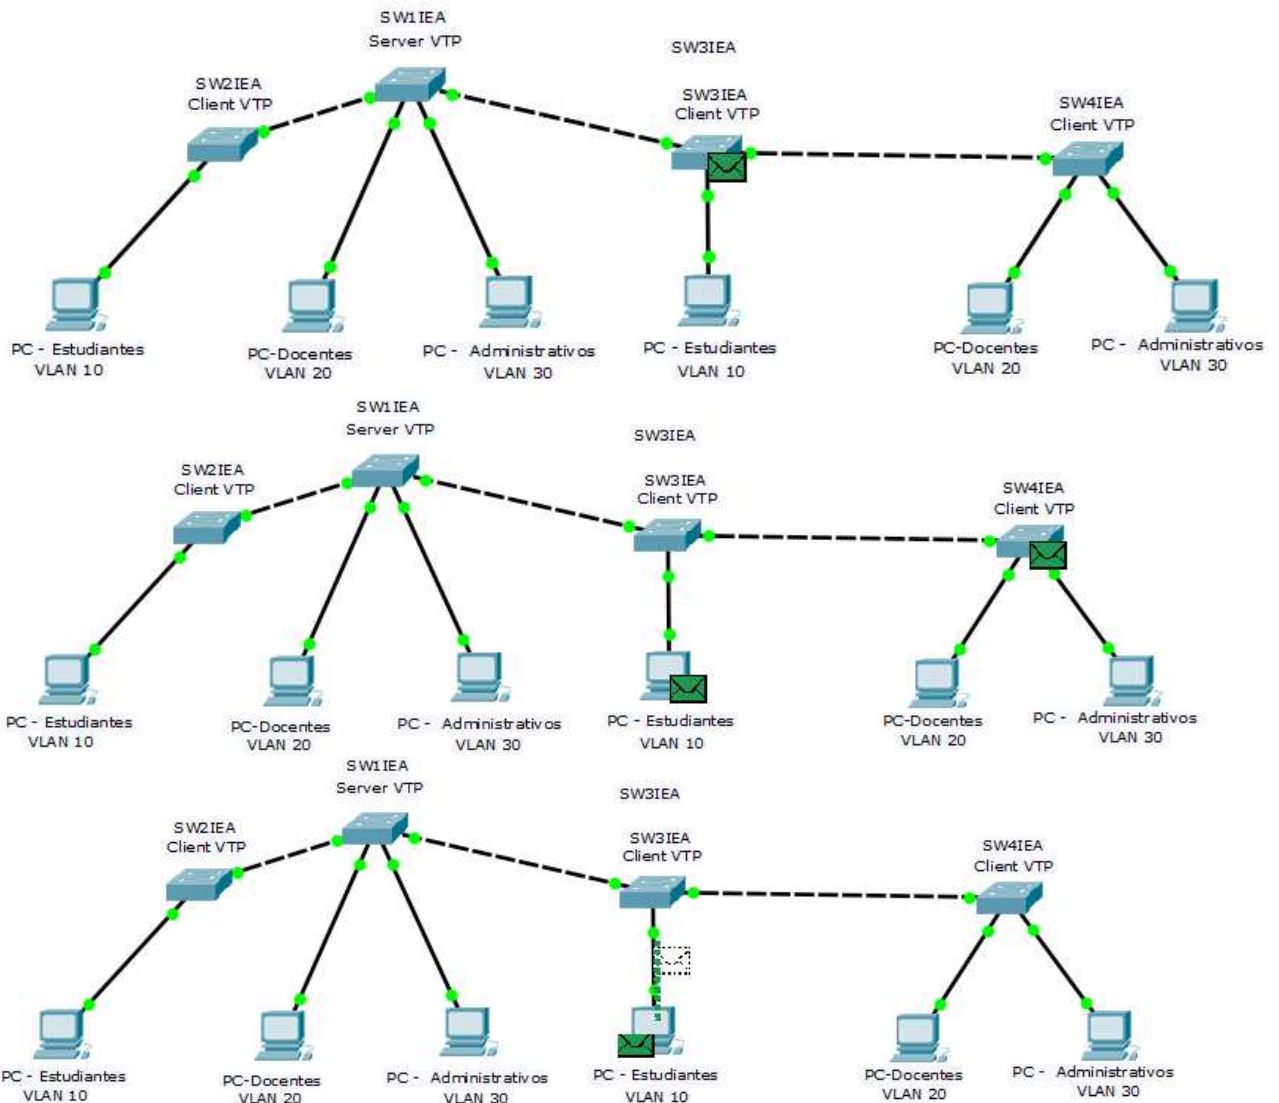 SW1IEA
Server VTP
SW3IEA
SW2IEA
Client VTP
SW3IEA
Client VTP
SW4IEA
Client VTP
PC - Estudiantes
VLAN 10
PC-Docentes
VLAN 20
PC - Administrativos
VLAN 30
PC - Estudiantes
VLAN 10
PC-Docentes
VLAN 20
PC - Administrativos
VLAN 30
SW1IEA
Server VTP
SW3IEA
SW2IEA
Client VTP
SW3IEA
Client VTP
SW4IEA
Client VTP
PC - Estudiantes
VLAN 10
PC-Docentes
VLAN 20
PC - Administrativos
VLAN 30
PC - Estudiantes
VLAN 10
PC-Docentes
VLAN 20
PC - Administrativos
VLAN 30
SW1IEA
Server VTP
SW3IEA
SW2IEA
Client VTP
SW3IEA
Client VTP
SW4IEA
Client VTP
PC - Estudiantes
VLAN 10
PC-Docentes
VLAN 20
PC - Administrativos
VLAN 30
PC - Estudiantes
VLAN 10
PC-Docentes
VLAN 20
PC - Administrativos
VLAN 30